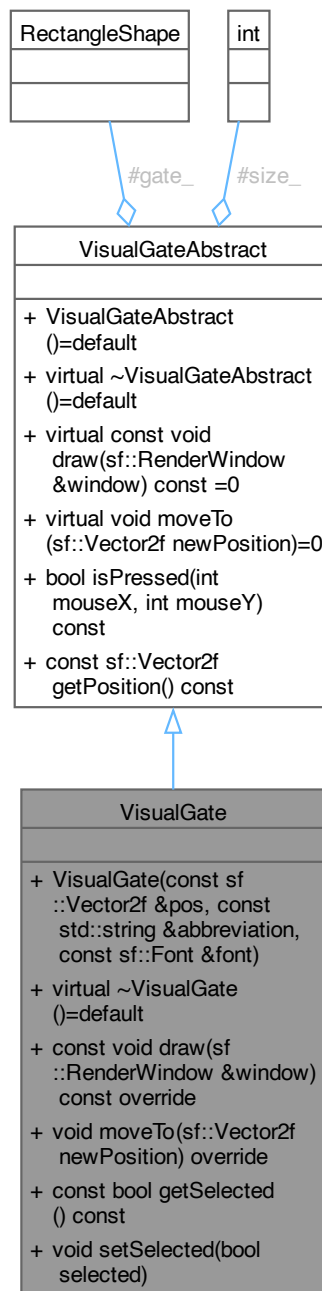 RectangleShape
int
#gate_
#size_
VisualGateAbstract
+ VisualGateAbstract
()=default
+ virtual ~VisualGateAbstract
()=default
+ virtual const void
draw(sf::RenderWindow
&window) const =0
+ virtual void moveTo
(sf::Vector2f newPosition)=0
+ bool isPressed(int
mouseX, int mouseY)
const
+ const sf::Vector2f
getPosition() const
VisualGate
+ VisualGate(const sf
::Vector2f &pos, const
std::string &abbreviation,
const sf::Font &font)
+ virtual ~VisualGate
()=default
+ const void draw(sf
::RenderWindow &window)
const override
+ void moveTo(sf::Vector2f
newPosition) override
+ const bool getSelected
() const
+ void setSelected(bool
selected)